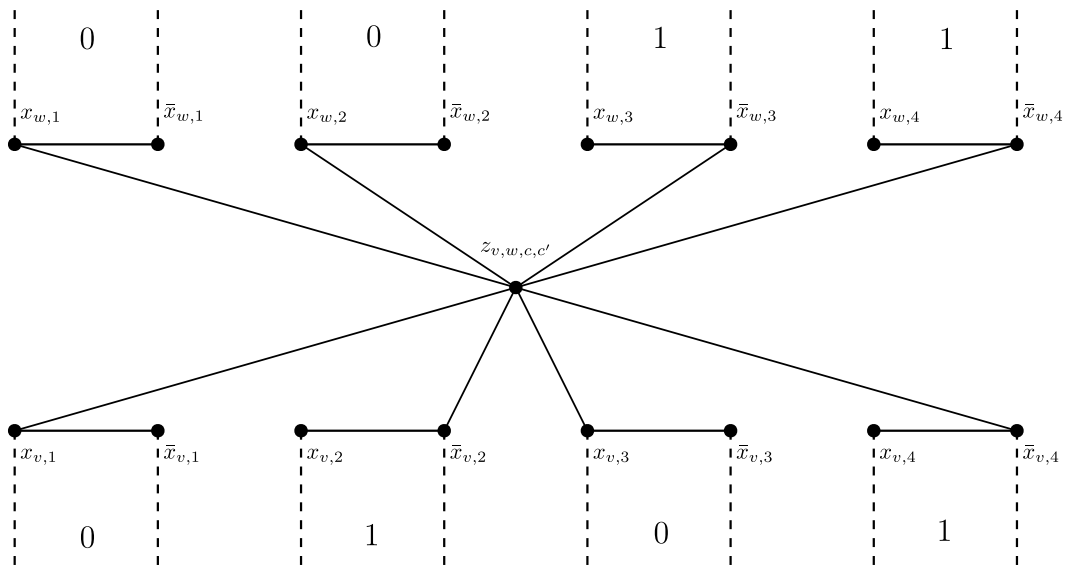 0 0 1 1
x_{w,1} x̄_{w,1} x_{w,2} x̄_{w,2} x_{w,3} x̄_{w,3} x_{w,4} x̄_{w,4}
z_{v,w,c,c′}
x_{v,1} x̄_{v,1} x_{v,2} x̄_{v,2} x_{v,3} x̄_{v,3} x_{v,4} x̄_{v,4}
0 1 0 1